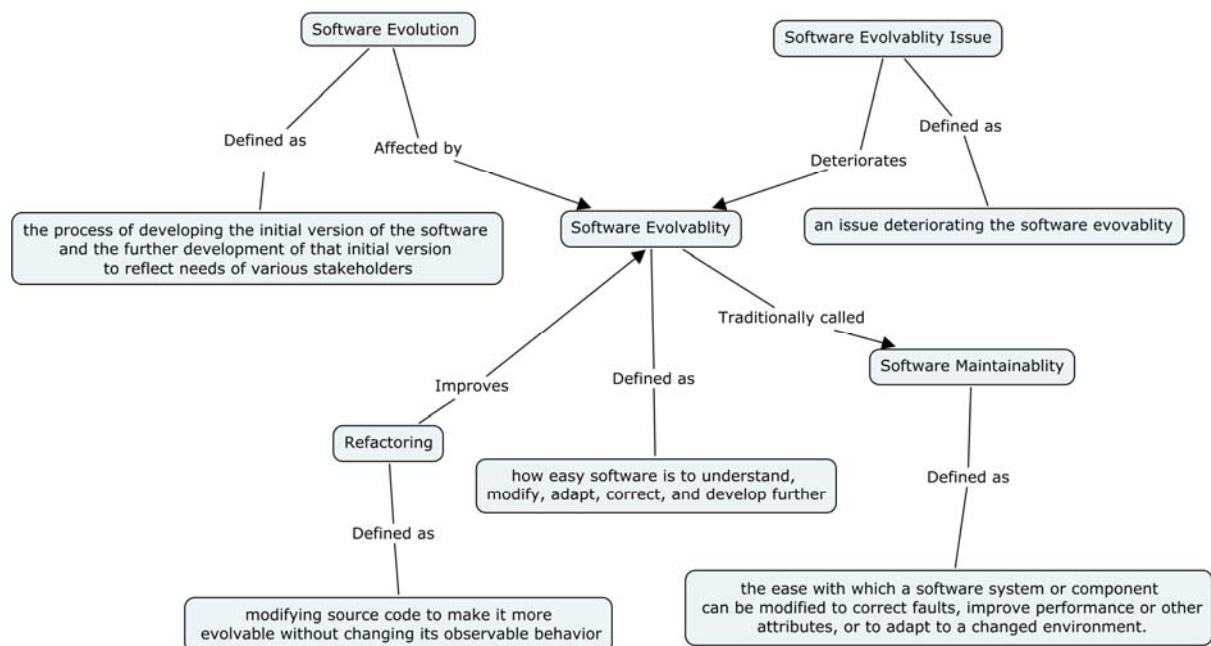 Software Evolution
Software Evolvablity Issue
Defined as
Affected by
Defined as
Deteriorates
the process of developing the initial version of the software
and the further development of that initial version
to reflect needs of various stakeholders
Software Evolvablity
an issue deteriorating the software evovablity
Traditionally called
Improves
Defined as
Software Maintainablity
Refactoring
how easy software is to understand,
modify, adapt, correct, and develop further
Defined as
Defined as
modifying source code to make it more
evolvable without changing its observable behavior
the ease with which a software system or component
can be modified to correct faults, improve performance or other
attributes, or to adapt to a changed environment.